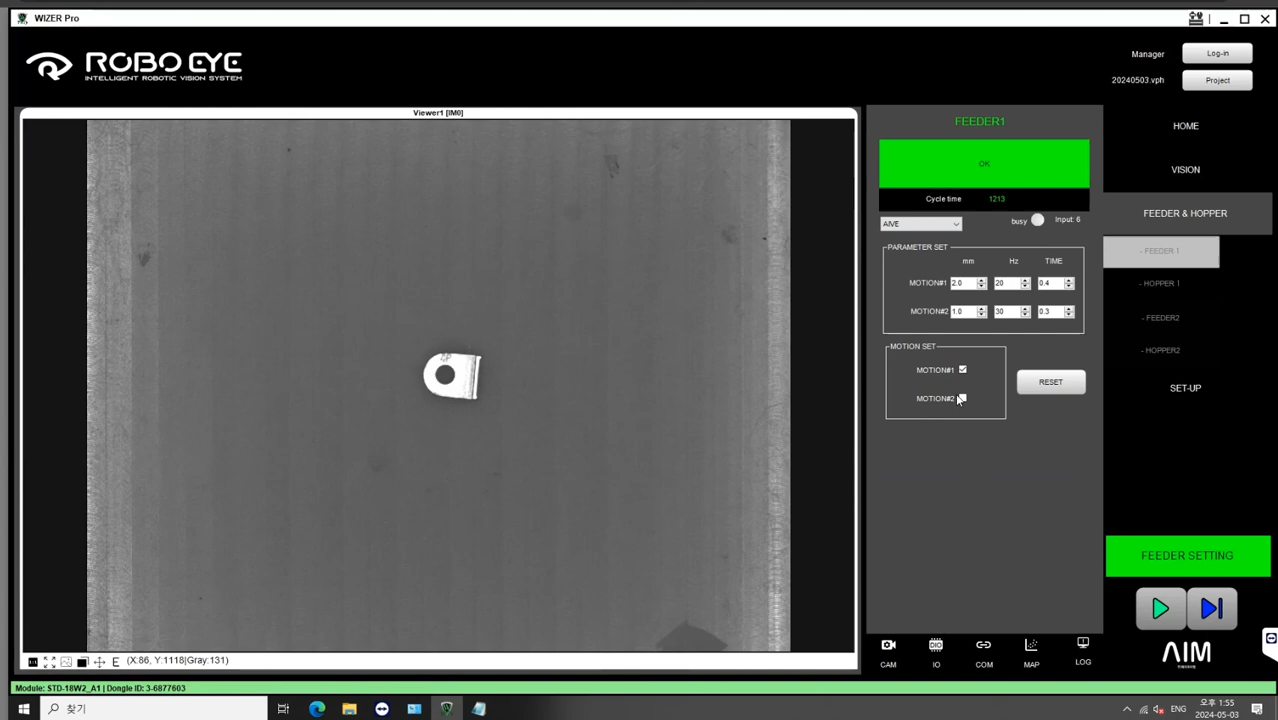 WIZER Pro
ROBO EYE
INTELLIGENT ROBOTIC VISION SYSTEM
Manager
Log-in
20240503.vph
Project
Viewer1 [IM0]
FEEDER1
OK
Cycle time 1213
AIVE
busy
Input: 6
PARAMETER SET
mm Hz TIME
MOTION#1 2.0 20 0.4
MOTION#2 1.0 30 0.3
MOTION SET
MOTION#1
MOTION#2
RESET
HOME
VISION
FEEDER & HOPPER
- FEEDER 1
- HOPPER 1
- FEEDER2
- HOPPER2
SET-UP
FEEDER SETTING
E (X:86, Y:1118|Gray:131)
DIO
CAM IO COM MAP LOG
AIM
Module: STD-18W2_A1 | Dongle ID: 3-6877603
찾기
ENG
오후 1:55
2024-05-03